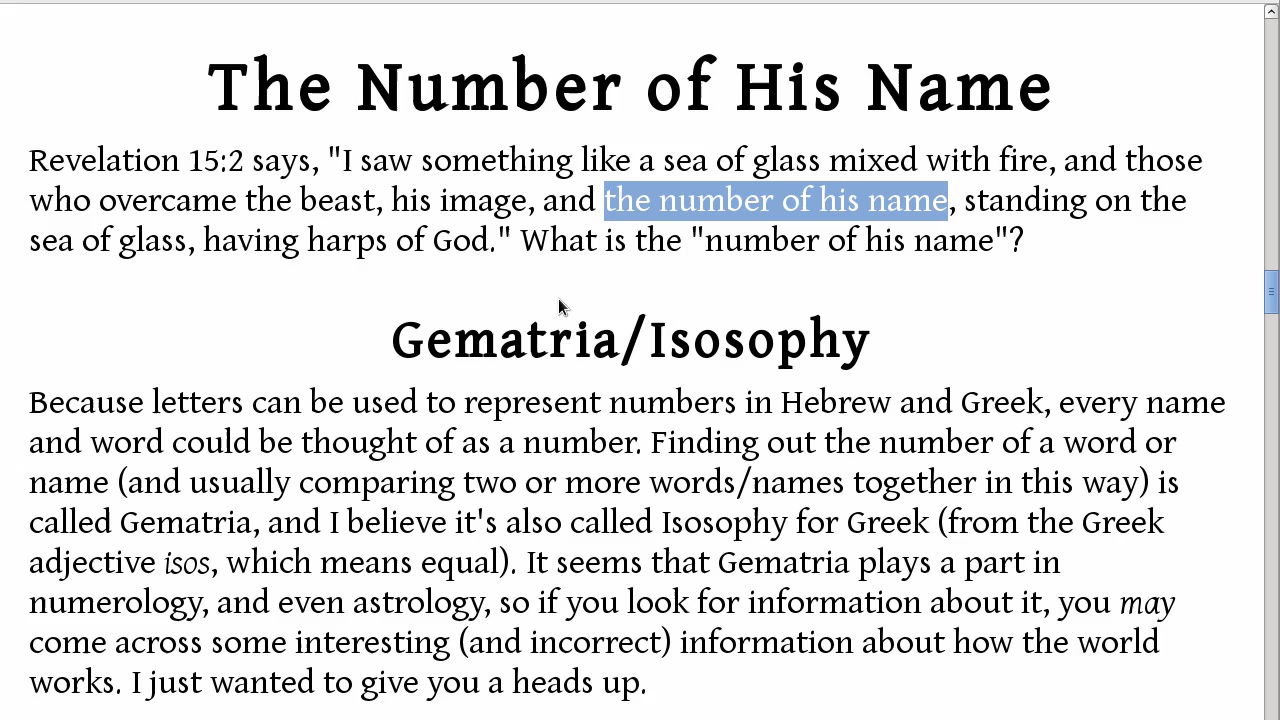 The Number of His Name
Revelation 15:2 says, "I saw something like a sea of glass mixed with fire, and those
who overcame the beast, his image, and the number of his name, standing on the
sea of glass, having harps of God." What is the "number of his name"?
Gematria/Isosophy
Because letters can be used to represent numbers in Hebrew and Greek, every name
and word could be thought of as a number. Finding out the number of a word or
name (and usually comparing two or more words/names together in this way) is
called Gematria, and I believe it's also called Isosophy for Greek (from the Greek
adjective isos, which means equal). It seems that Gematria plays a part in
numerology, and even astrology, so if you look for information about it, you may
come across some interesting (and incorrect) information about how the world
works. I just wanted to give you a heads up.